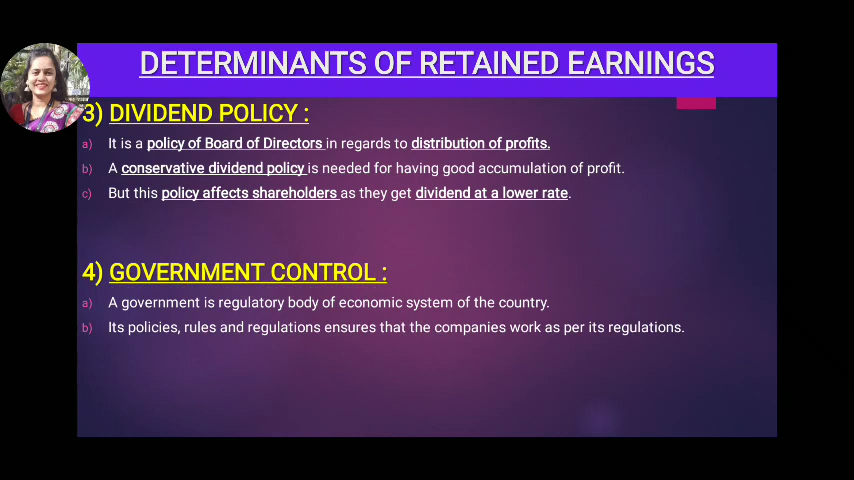 DETERMINANTS OF RETAINED EARNINGS
3) DIVIDEND POLICY :
a) It is a policy of Board of Directors in regards to distribution of profits.
b) A conservative dividend policy is needed for having good accumulation of profit.
c) But this policy affects shareholders as they get dividend at a lower rate.
4) GOVERNMENT CONTROL :
a) A government is regulatory body of economic system of the country.
b) Its policies, rules and regulations ensures that the companies work as per its regulations.